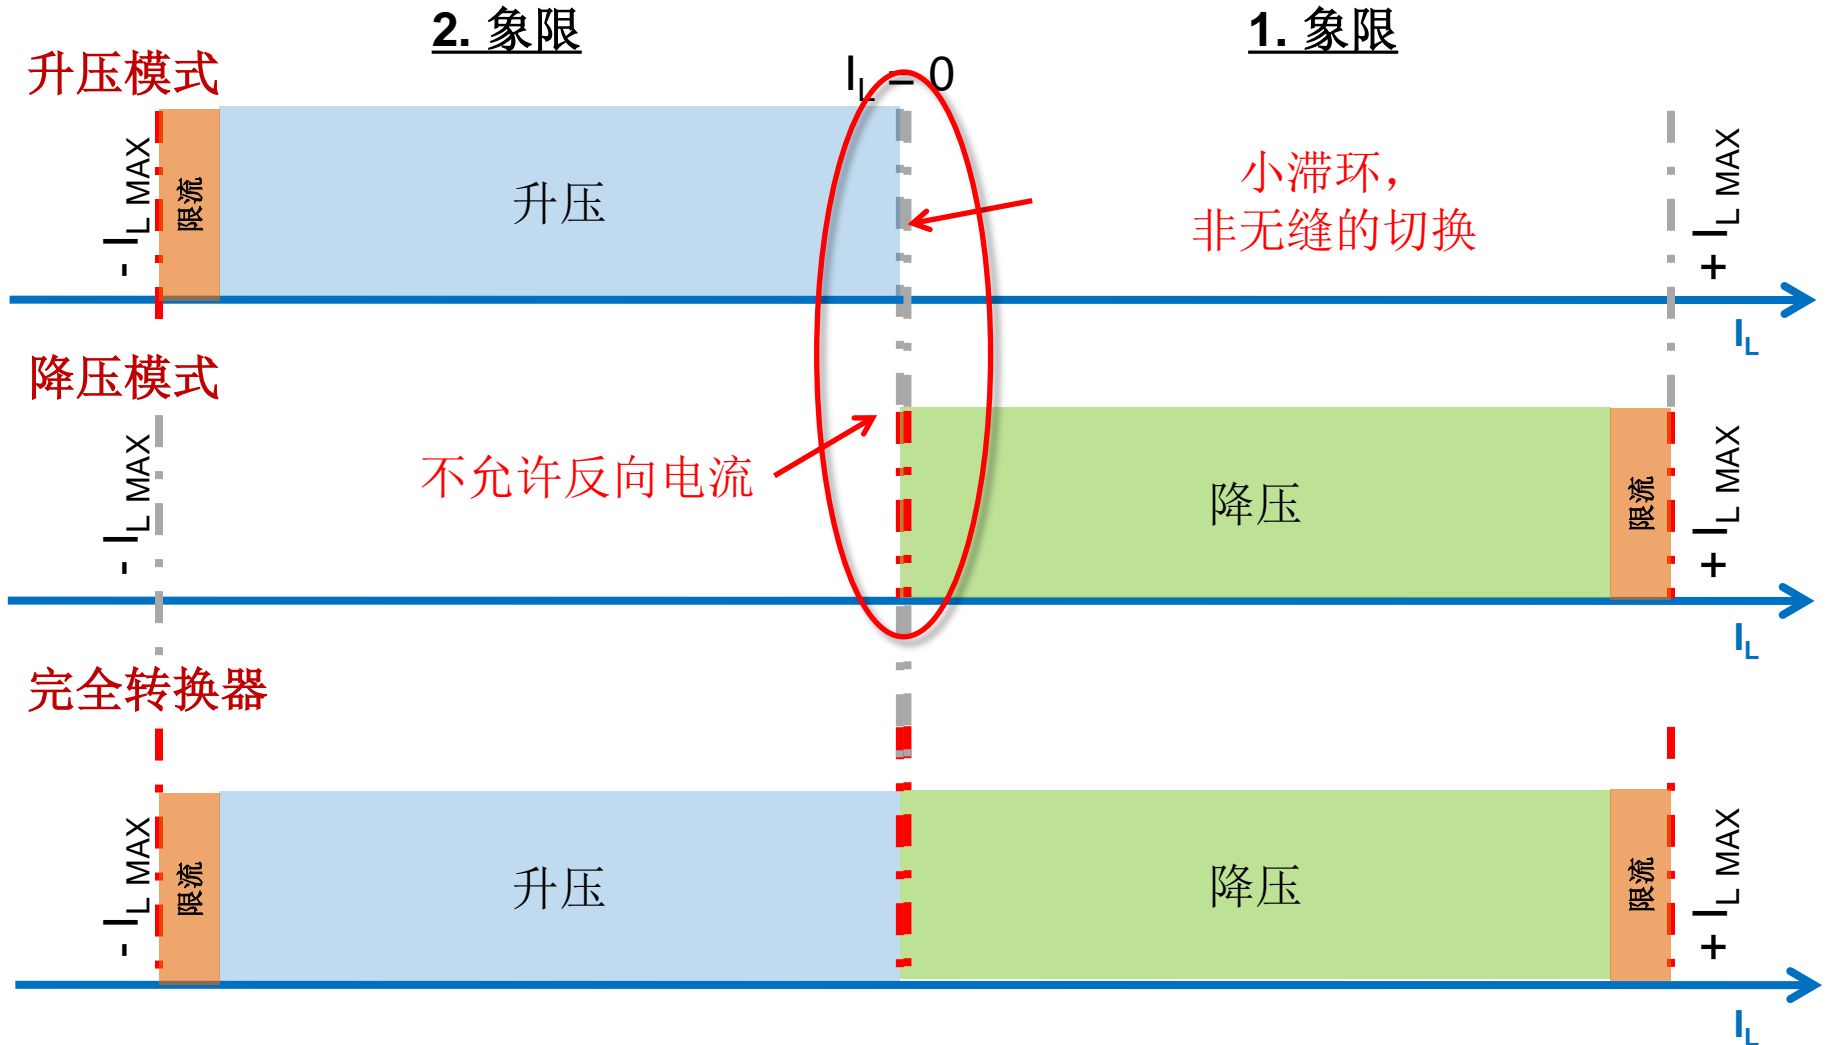 2. 象限
1. 象限
升压模式
I_L = 0
- I_L MAX
限流
升压
小滞环，
非无缝的切换
+ I_L MAX
I_L
降压模式
- I_L MAX
不允许反向电流
降压
限流
+ I_L MAX
I_L
完全转换器
- I_L MAX
限流
升压
降压
限流
+ I_L MAX
I_L